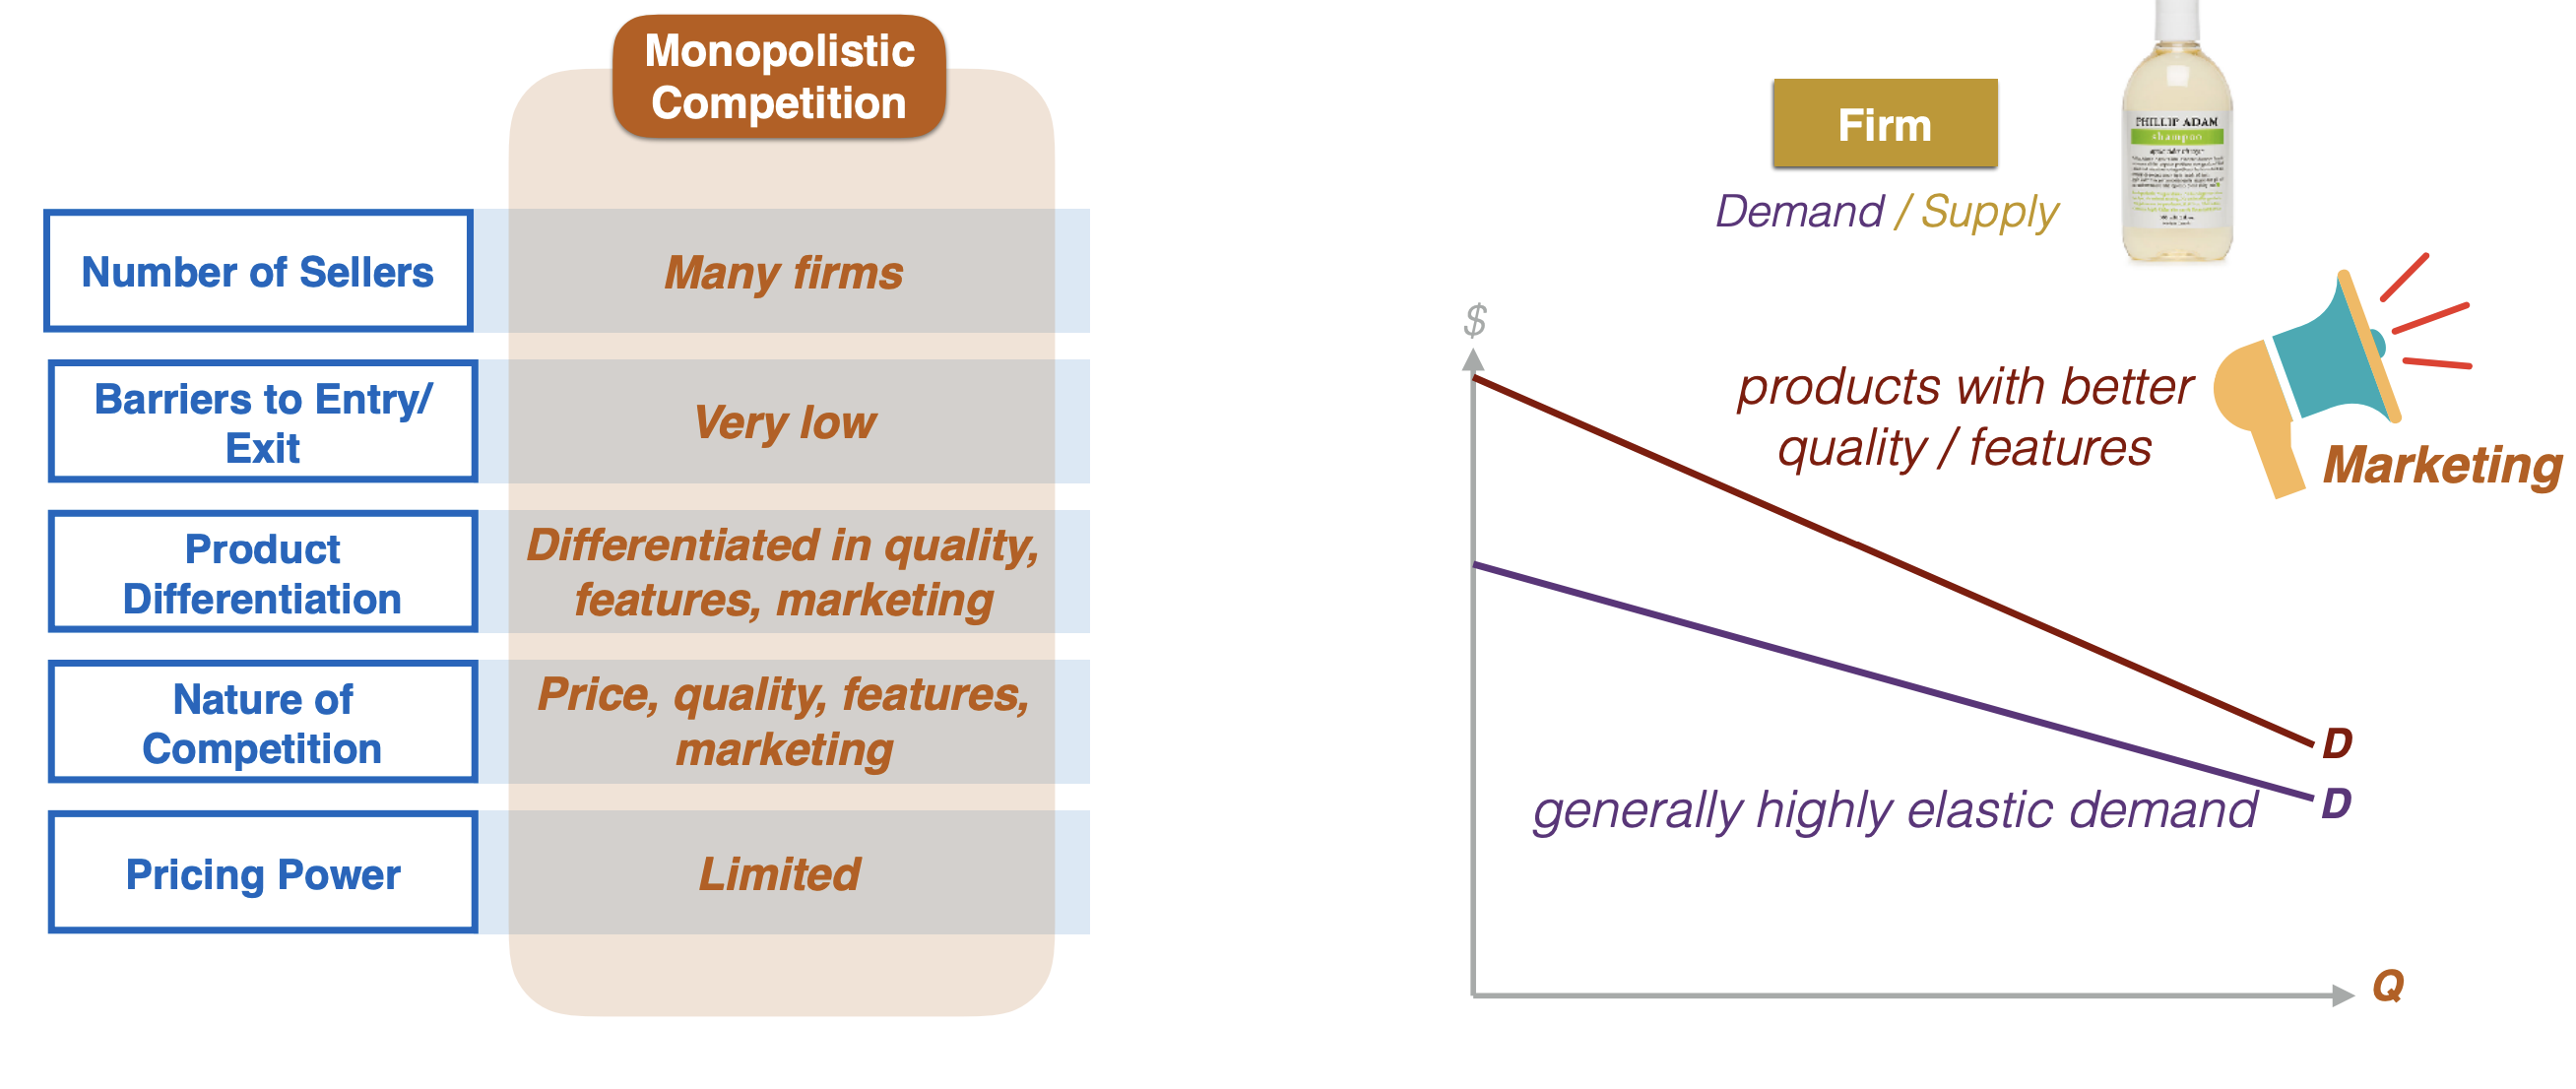 Monopolistic
Competition
Number of Sellers
Many firms
Barriers to Entry/
Exit
Very low
Product
Differentiation
Differentiated in quality,
features, marketing
Nature of
Competition
Price, quality, features,
marketing
Pricing Power
Limited
Firm
Demand / Supply
PHILLIP ADAM
shampoo
$
products with better
quality / features
Marketing
D
generally highly elastic demand
D
Q